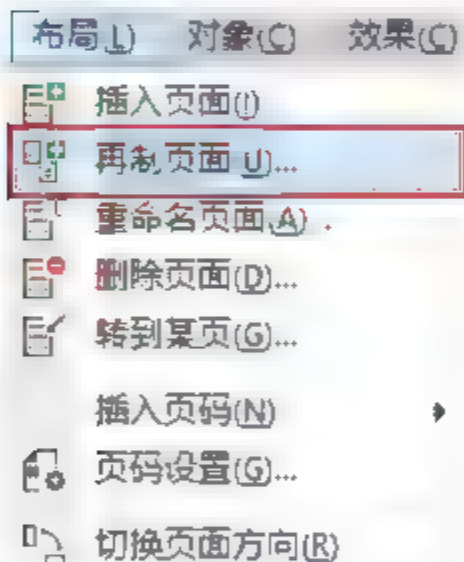 布局(L) 对象(C) 效果(C)
插入页面(I)
再制页面(U)...
重命名页面(A)...
删除页面(D)...
转到某页(G)...
插入页码(N)
页码设置(G)...
切换页面方向(R)